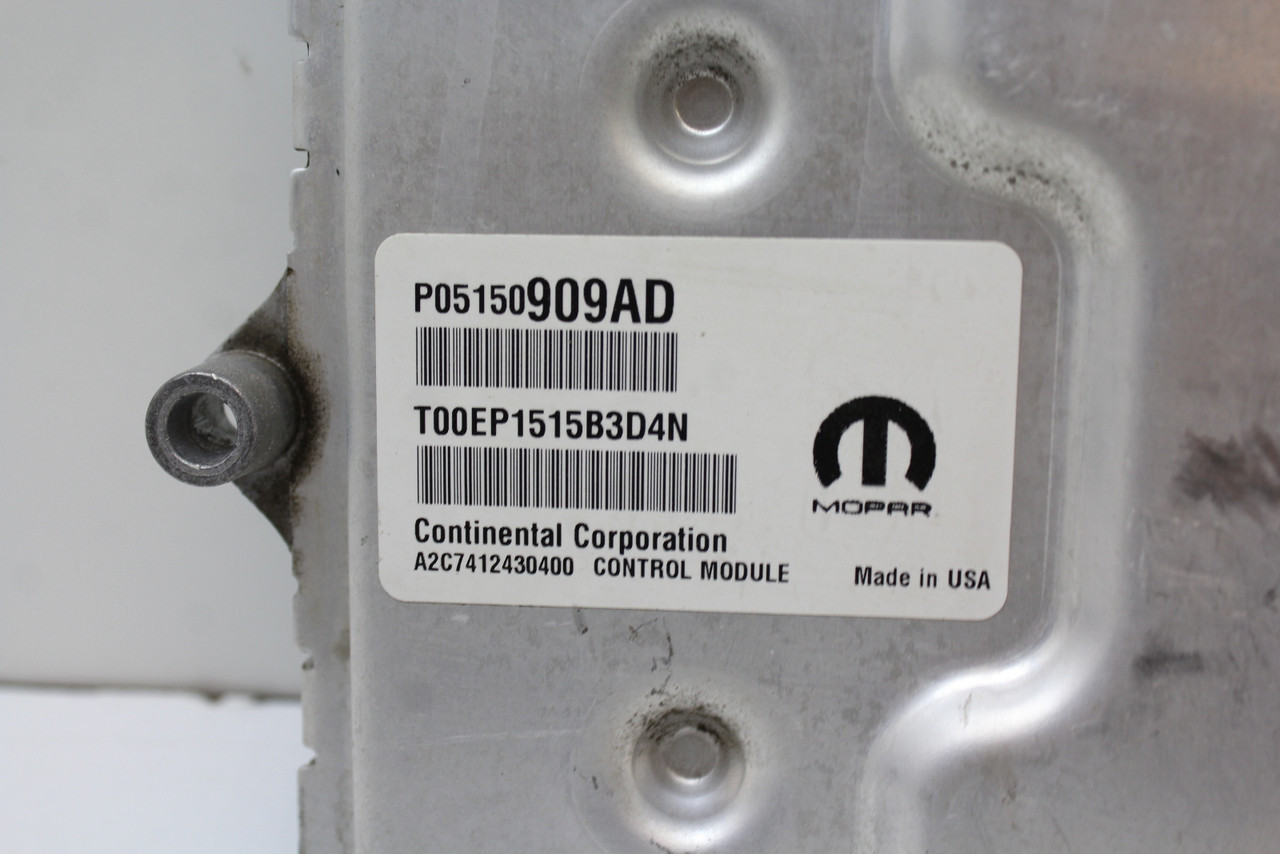 P05150909AD
T00EP1515B3D4N
MOPAR
Continental Corporation
A2C7412430400 CONTROL MODULE
Made in USA